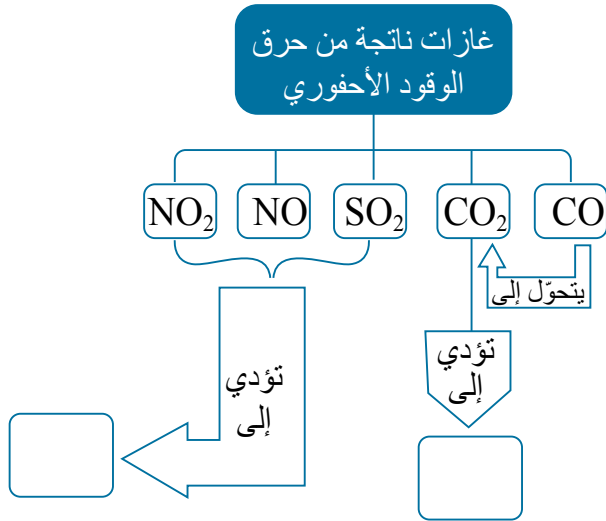 غازات ناتجة من حرق
الوقود الأحفوري
CO
CO₂
SO₂
NO
NO₂
يتحوّل إلى
تؤدي
إلى
تؤدي
إلى